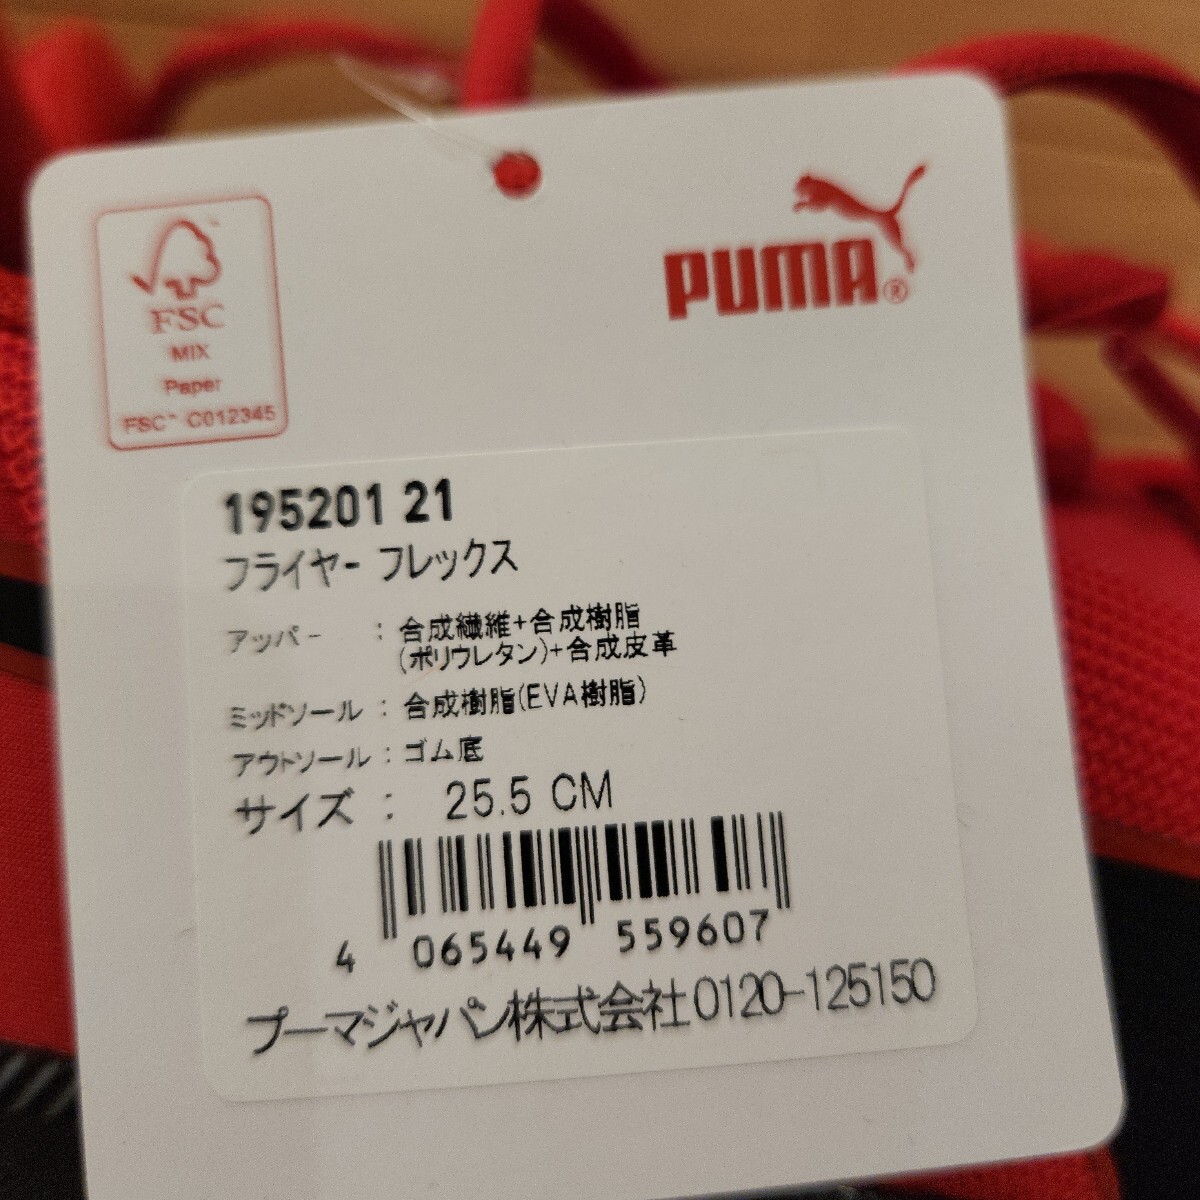 FSC
MIX
Paper
FSC™ C012345
PUMA®
195201 21
フライヤー フレックス
アッパー : 合成繊維+合成樹脂
(ポリウレタン)+合成皮革
ミッドソール : 合成樹脂(EVA樹脂)
アウトソール : ゴム底
サイズ : 25.5 CM
4 065449 559607
プーマジャパン株式会社0120-125150